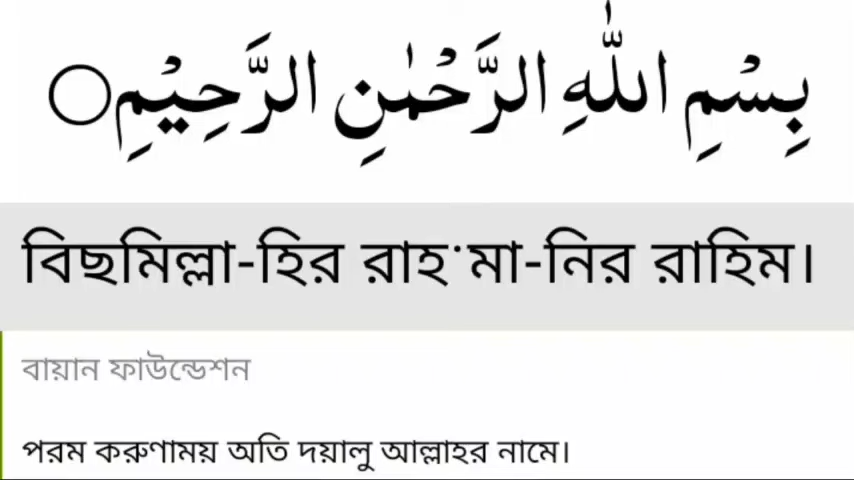 بِسْمِ اللّٰهِ الرَّحْمٰنِ الرَّحِيْمِ۝
বিছমিল্লা-হির রাহ˙মা-নির রাহিম।
বায়ান ফাউন্ডেশন
পরম করুণাময় অতি দয়ালু আল্লাহর নামে।